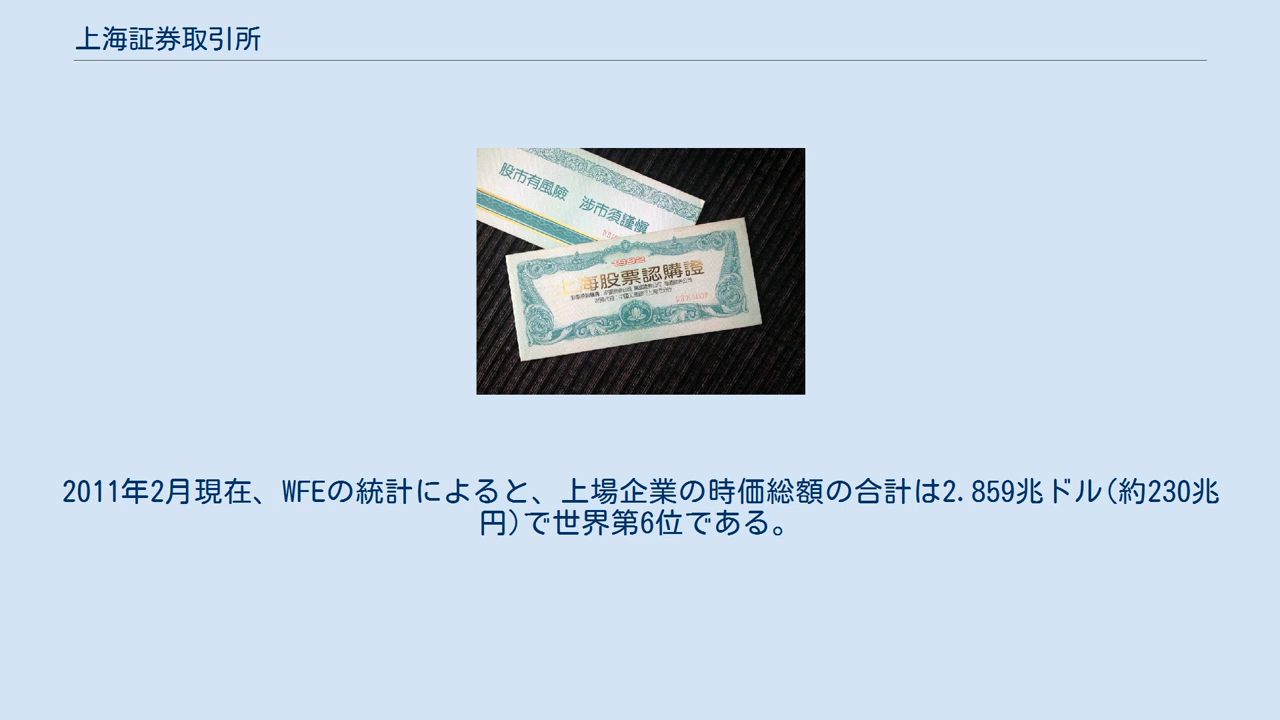 上海証券取引所
股市有風險 涉市須謹慎
1992
上海股票認購證
2011年2月現在、WFEの統計によると、上場企業の時価総額の合計は2.859兆ドル(約230兆
円)で世界第6位である。